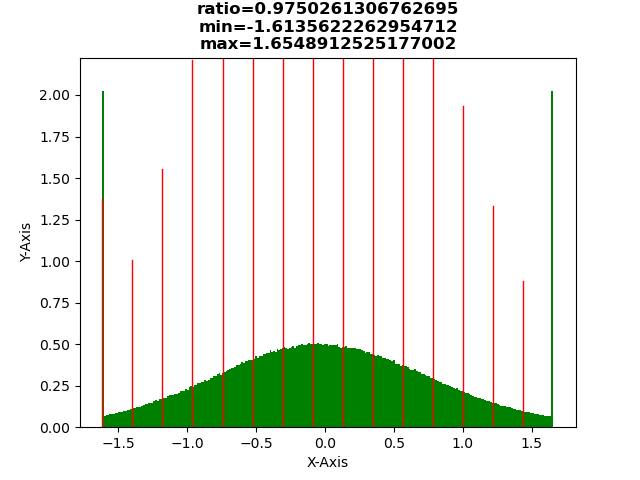 ratio=0.9750261306762695
min=-1.6135622262954712
max=1.6548912525177002
2.00
1.75
1.50
1.25
1.00
0.75
0.50
0.25
0.00
Y-Axis
−1.5 −1.0 −0.5 0.0 0.5 1.0 1.5
X-Axis